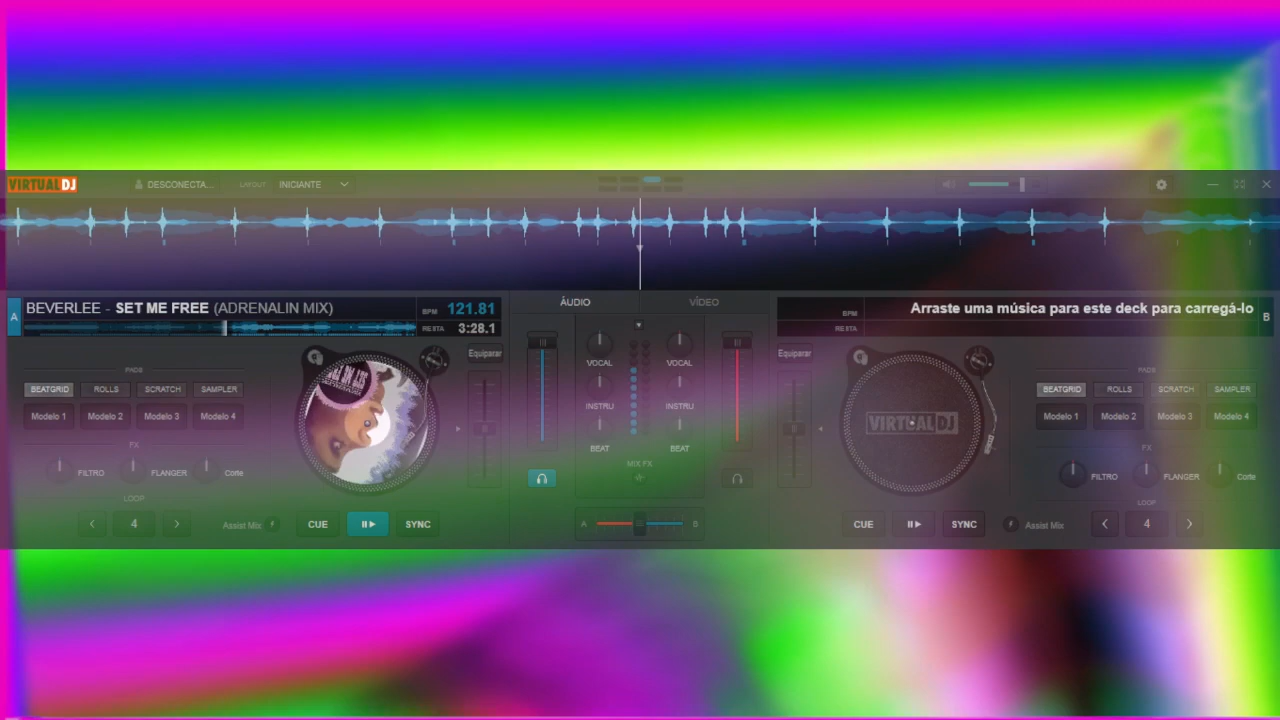 VIRTUALDJ
DESCONECTA...
LAYOUT
INICIANTE
A
BEVERLEE - SET ME FREE (ADRENALIN MIX)
BPM 121.81
RESTA 3:28.1
ÁUDIO
VÍDEO
BPM
RESTA
Arraste uma música para este deck para carregá-lo
B
PADS
BEATGRID ROLLS SCRATCH SAMPLER
Modelo 1 Modelo 2 Modelo 3 Modelo 4
FX
FILTRO FLANGER Corte
LOOP
4
Assist Mix
CUE
SYNC
Equiparar
VOCAL VOCAL
INSTRU INSTRU
BEAT BEAT
MIX FX
A B
Equiparar
VIRTUALDJ
CUE
SYNC
Assist Mix
PADS
BEATGRID ROLLS SCRATCH SAMPLER
Modelo 1 Modelo 2 Modelo 3 Modelo 4
FX
FILTRO FLANGER Corte
LOOP
4